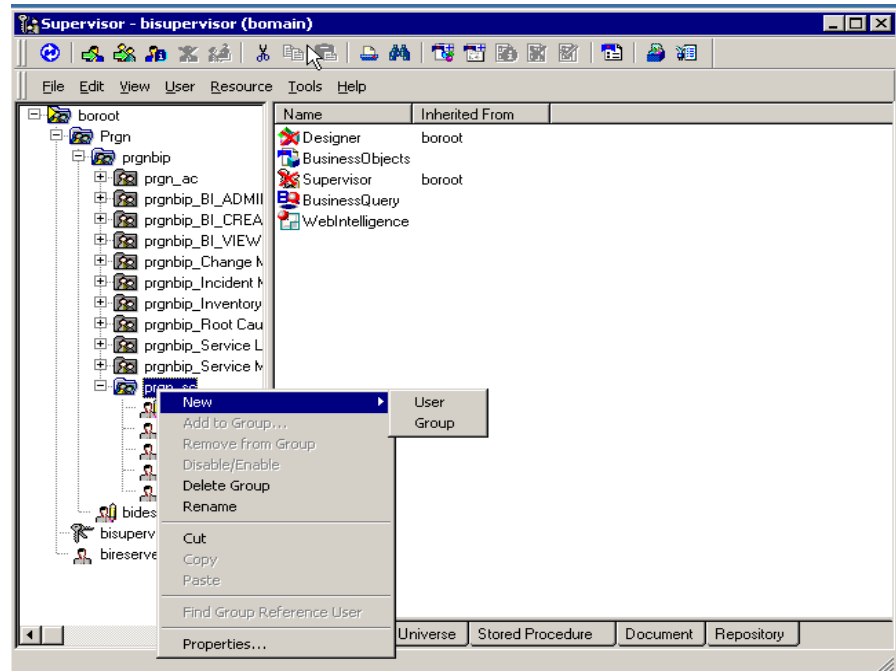 Supervisor - bisupervisor (bomain)
File Edit View User Resource Tools Help
boroot
Prgn
prgnbip
prgn_ac
prgnbip_BI_ADMI
prgnbip_BI_CREA
prgnbip_BI_VIEW
prgnbip_Change
prgnbip_Incident
prgnbip_Inventory
prgnbip_Root Cau
prgnbip_Service L
prgnbip_Service
prgn_sc
bides
bisuperv
bireserve
Name Inherited From
Designer boroot
BusinessObjects
Supervisor boroot
BusinessQuery
WebIntelligence
New
Add to Group...
Remove from Group
Disable/Enable
Delete Group
Rename
Cut
Copy
Paste
Find Group Reference User
Properties...
User
Group
Universe Stored Procedure Document Repository